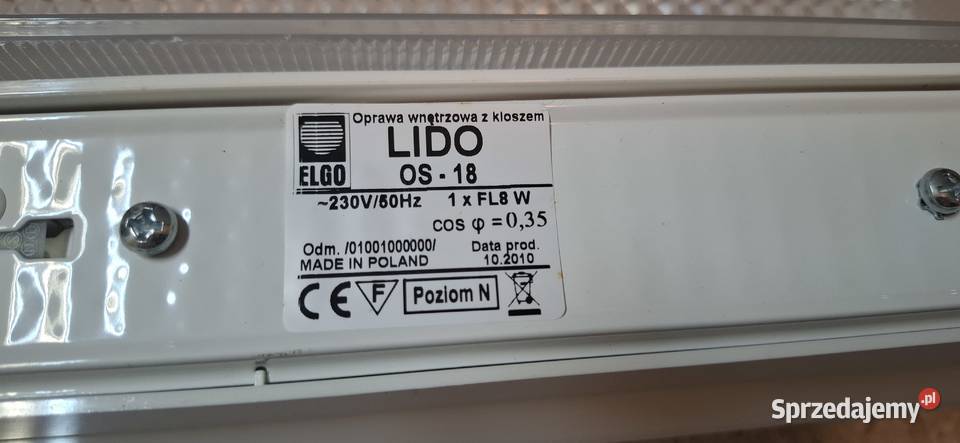 Oprawa wnętrzowa z kloszem
LIDO
ELGO
OS - 18
~230V/50Hz 1 x FL8 W
cos φ = 0,35
Odm. /01001000000/ Data prod.
MADE IN POLAND 10.2010
CE F Poziom N
Sprzedajemy.pl